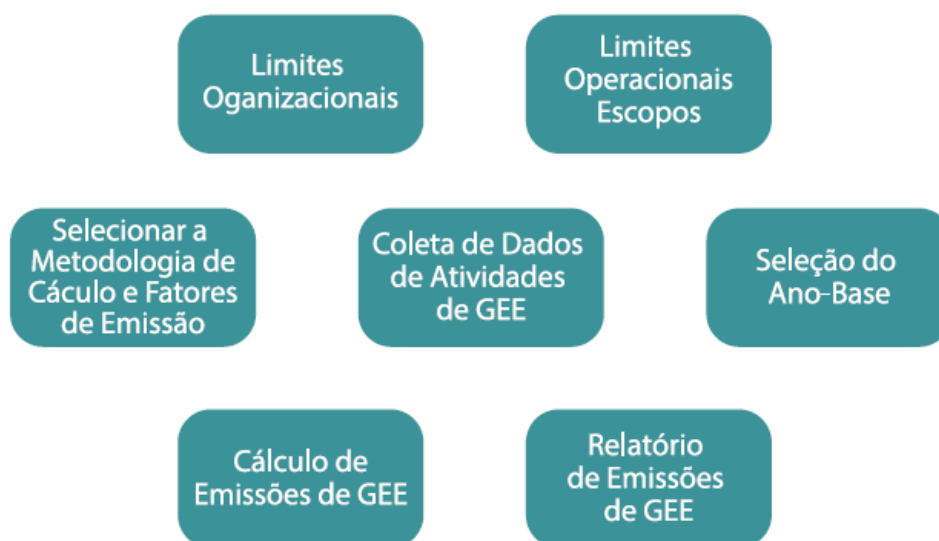 Limites
Oganizacionais
Limites
Operacionais
Escopos
Selecionar a
Metodologia de
Cáculo e Fatores
de Emissão
Coleta de Dados
de Atividades
de GEE
Seleção do
Ano-Base
Cálculo de
Emissões de GEE
Relatório
de Emissões
de GEE